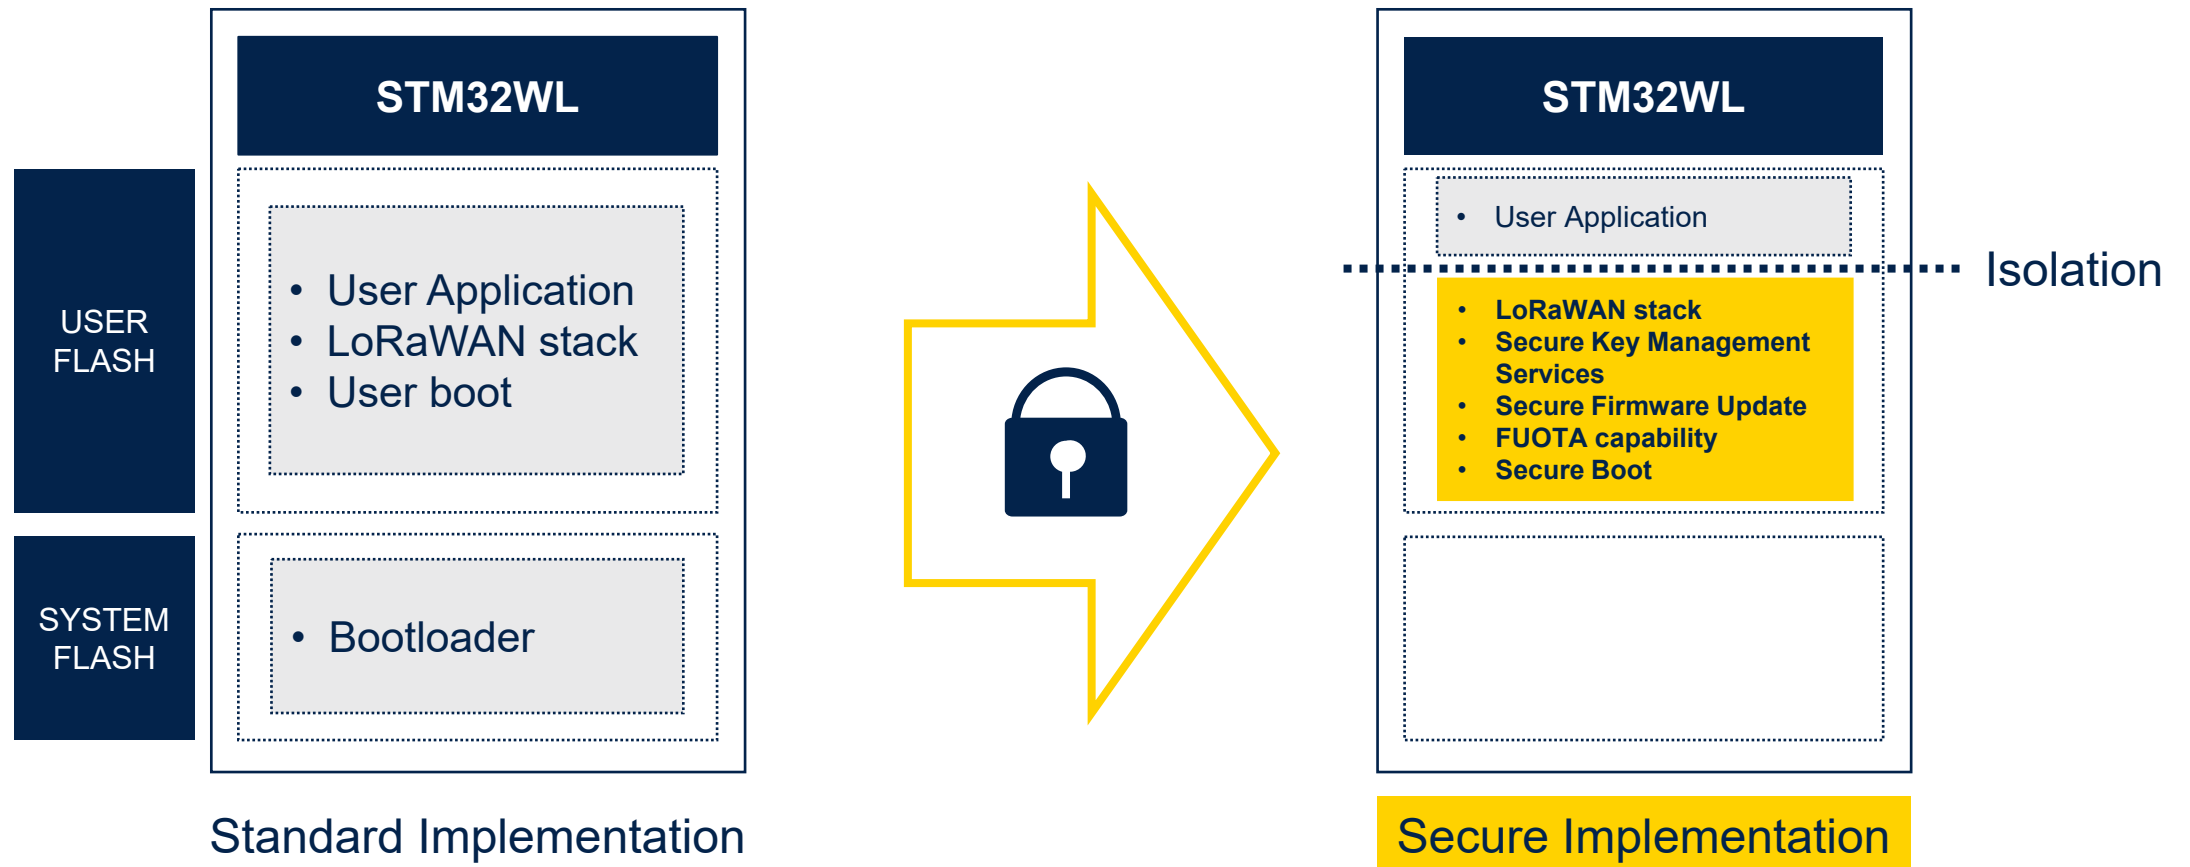 STM32WL
USER
FLASH
• User Application
• LoRaWAN stack
• User boot
SYSTEM
FLASH
• Bootloader
Standard Implementation
STM32WL
• User Application
Isolation
• LoRaWAN stack
• Secure Key Management
Services
• Secure Firmware Update
• FUOTA capability
• Secure Boot
Secure Implementation